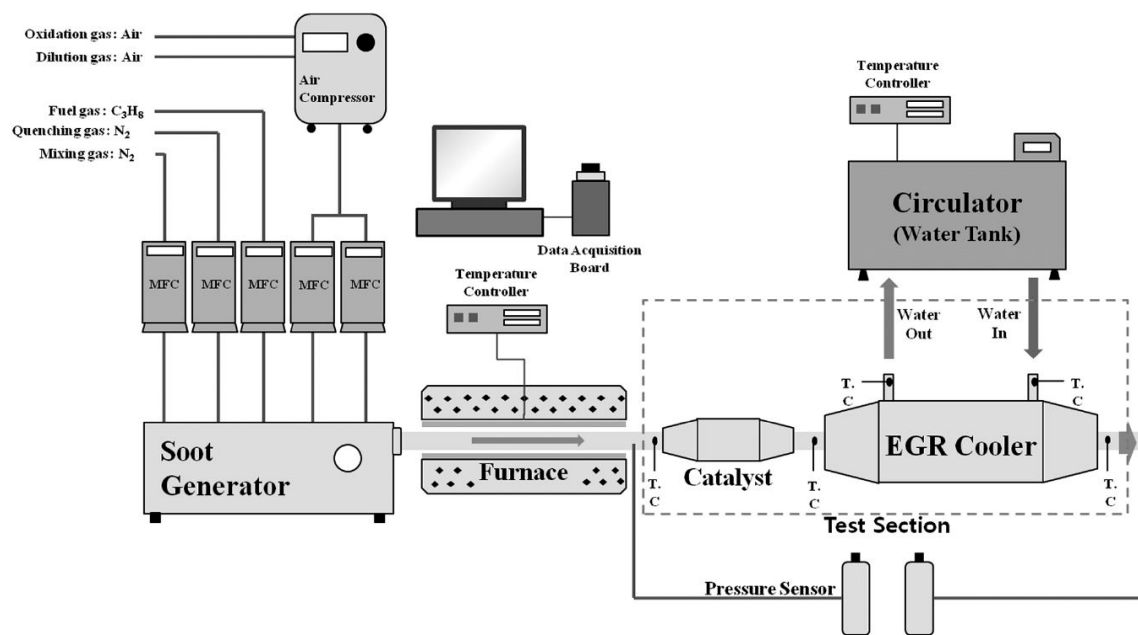 Oxidation gas: Air
Dilution gas: Air
Air
Compressor
Fuel gas: C₃H₈
Quenching gas: N₂
Mixing gas: N₂
MFC
MFC
MFC
MFC
MFC
Data Acquisition
Board
Temperature
Controller
Temperature
Controller
Circulator
(Water Tank)
Water
Out
Water
In
Soot
Generator
Furnace
T.
C
Catalyst
T.
C
T.
C
T.
C
EGR Cooler
T.
C
Test Section
Pressure Sensor